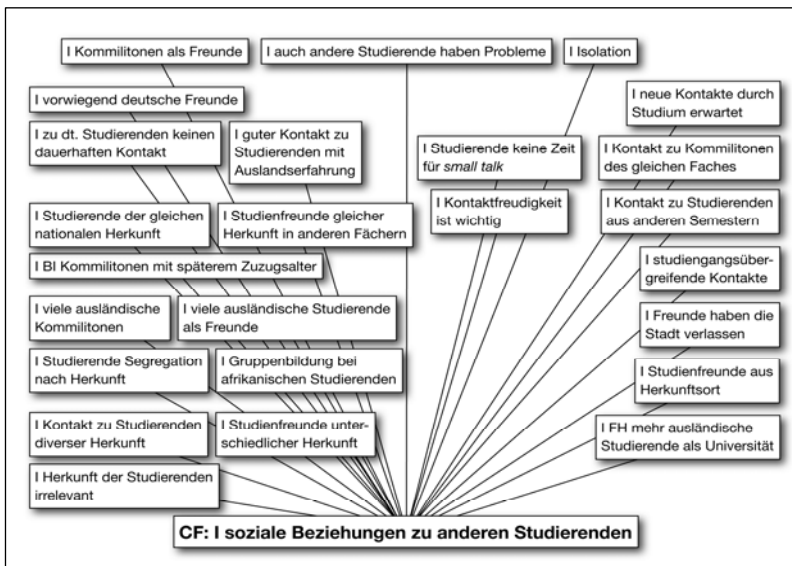 I Kommilitonen als Freunde
I auch andere Studierende haben Probleme
I Isolation
I vorwiegend deutsche Freunde
I neue Kontakte durch
Studium erwartet
I zu dt. Studierenden keinen
dauerhaften Kontakt
I guter Kontakt zu
Studierenden mit
Auslandserfahrung
I Studierende keine Zeit
für small talk
I Kontakt zu Kommilitonen
des gleichen Faches
I Kontaktfreudigkeit
ist wichtig
I Kontakt zu Studierenden
aus anderen Semestern
I Studierende der gleichen
nationalen Herkunft
I Studienfreunde gleicher
Herkunft in anderen Fächern
I BI Kommilitonen mit späterem Zuzugsalter
I studiengangsüber-
greifende Kontakte
I viele ausländische
Kommilitonen
I viele ausländische Studierende
als Freunde
I Freunde haben die
Stadt verlassen
I Studierende Segregation
nach Herkunft
I Gruppenbildung bei
afrikanischen Studierenden
I Studienfreunde aus
Herkunftsort
I Kontakt zu Studierenden
diverser Herkunft
I Studienfreunde unter-
schiedlicher Herkunft
I FH mehr ausländische
Studierende als Universität
I Herkunft der Studierenden
irrelevant
CF: I soziale Beziehungen zu anderen Studierenden